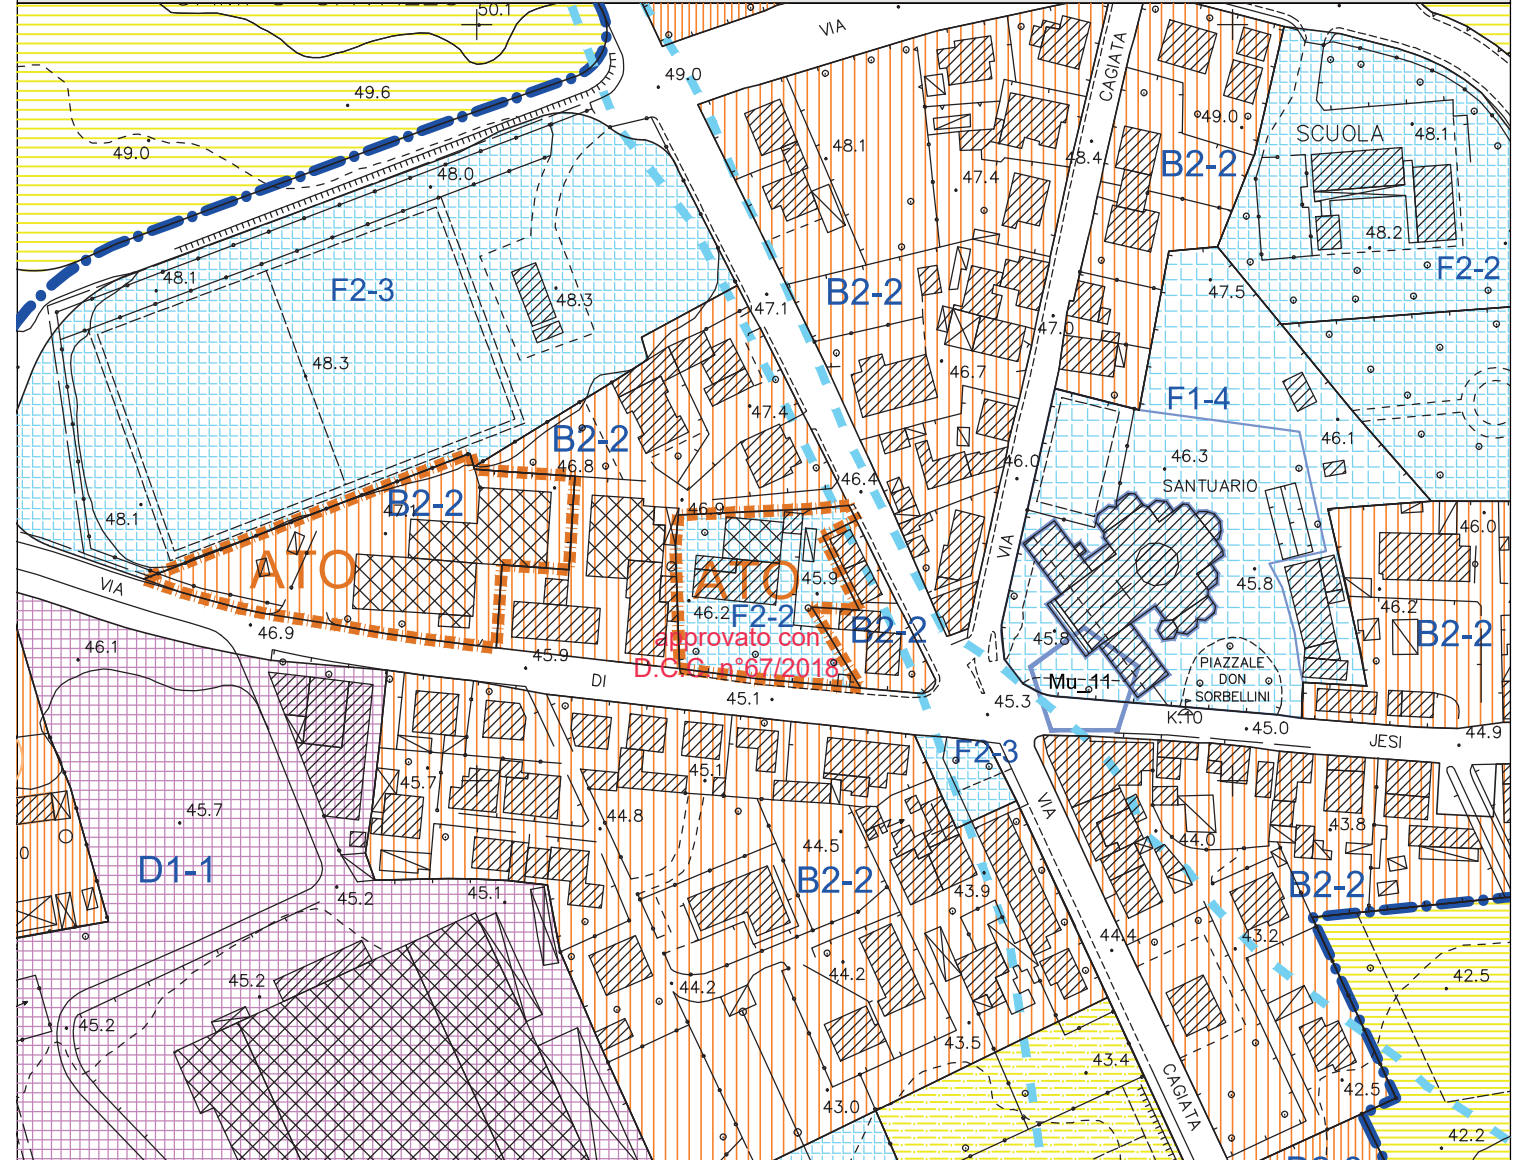 50.1
VIA
49.6
49.0
CAGIATA
49.0
49.0
SCUOLA
48.1
48.1
48.4
B2-2
48.0
47.4
48.2
F2-2
48.1
F2-3
48.3
B2-2
47.5
47.1
47.0
48.3
46.7
F1-4
47.4
B2-2
46.1
46.8
46.3
46.0
46.4
SANTUARIO
B2-2
46.9
48.1
46.0
VIA
ATO
ATO
45.9
45.8
VIA
46.2
F2-2
46.2
46.9
B2-2
45.8
B2-2
approvato con
46.1
45.9
D.C.C. n°67/2018
PIAZZALE
DON
SORBELLINI
DI
Mu_11
45.1
45.3
K.10
45.0
JESI
44.9
F2-3
45.7
45.1
45.7
44.8
VIA
43.8
44.0
44.5
0
D1-1
B2-2
B2-2
45.2
45.1
43.9
44.4
43.2
45.2
44.2
44.2
42.5
45.2
43.5
43.4
42.5
CAGIATA
43.0
42.2